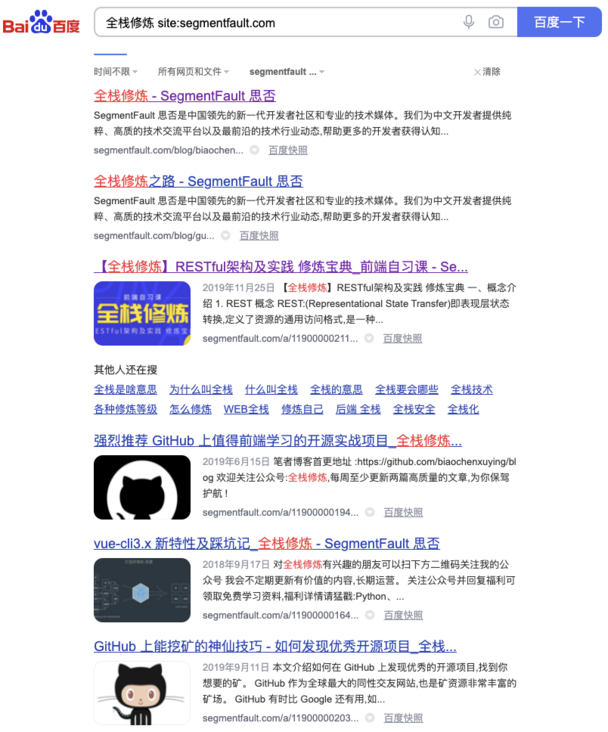 Bai du 百度
全栈修炼 site:segmentfault.com
百度一下
时间不限 所有网页和文件 segmentfault ... 清除
全栈修炼 - SegmentFault 思否
SegmentFault 思否是中国领先的新一代开发者社区和专业的技术媒体。我们为中文开发者提供纯
粹、高质的技术交流平台以及最前沿的技术行业动态,帮助更多的开发者获得认知...
segmentfault.com/blog/biaochen... 百度快照
全栈修炼之路 - SegmentFault 思否
SegmentFault 思否是中国领先的新一代开发者社区和专业的技术媒体。我们为中文开发者提供纯
粹、高质的技术交流平台以及最前沿的技术行业动态,帮助更多的开发者获得认知...
segmentfault.com/blog/gu... 百度快照
【全栈修炼】RESTful架构及实践 修炼宝典_前端自习课 - Se...
前端自习课
全栈修炼
ESTful架构及实践 修炼宝
2019年11月25日 【全栈修炼】RESTful架构及实践 修炼宝典 一、概念介
绍 1. REST 概念 REST:(Representational State Transfer)即表现层状态
转换,定义了资源的通用访问格式,是一种...
segmentfault.com/a/11900000211... 百度快照
其他人还在搜
全栈是啥意思 为什么叫全栈 什么叫全栈 全栈的意思 全栈要会哪些 全栈技术
各种修炼等级 怎么修炼 WEB全栈 修炼自己 后端 全栈 全栈安全 全栈化
强烈推荐 GitHub 上值得前端学习的开源实战项目_全栈修炼...
2019年6月15日 笔者博客首更地址 :https://github.com/biaochenxuying/bl
og 欢迎关注公众号:全栈修炼,每周至少更新两篇高质量的文章,为你保驾
护航 !
segmentfault.com/a/11900000194... 百度快照
vue-cli3.x 新特性及踩坑记_全栈修炼 - SegmentFault 思否
2018年9月17日 对全栈修炼有兴趣的朋友可以扫下方二维码关注我的公
众号 我会不定期更新有价值的内容,长期运营。 关注公众号并回复福利可
领取免费学习资料,福利详情请猛戳:Python、...
segmentfault.com/a/11900000164... 百度快照
GitHub 上能挖矿的神仙技巧 - 如何发现优秀开源项目_全栈...
2019年9月11日 本文介绍如何在 GitHub 上发现优秀的开源项目,找到你
想要的矿。 GitHub 作为全球最大的同性交友网站,也是矿资源非常丰富的
矿场。 GitHub 有时比 Google 还有用,如...
segmentfault.com/a/11900000203... 百度快照